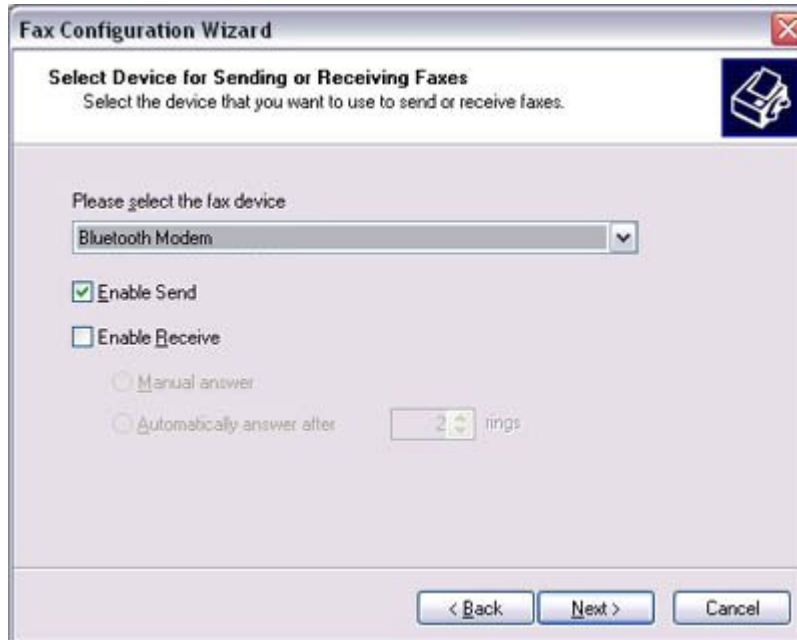 Fax Configuration Wizard
Select Device for Sending or Receiving Faxes
Select the device that you want to use to send or receive faxes.
Please select the fax device
Bluetooth Modem
Enable Send
Enable Receive
Manual answer
Automatically answer after 2 rings
< Back Next > Cancel